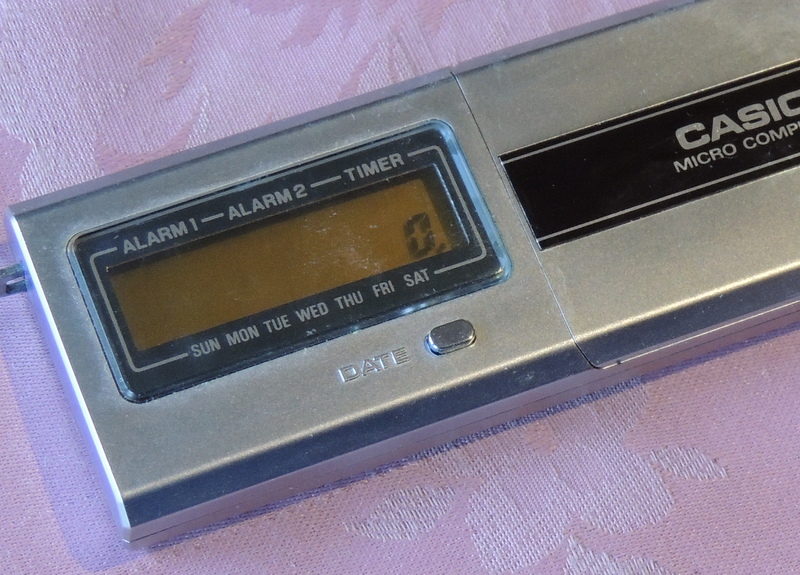 ALARM 1 — ALARM 2 — TIMER
0.
SUN MON TUE WED THU FRI SAT
DATE
CASIO
MICRO COMP